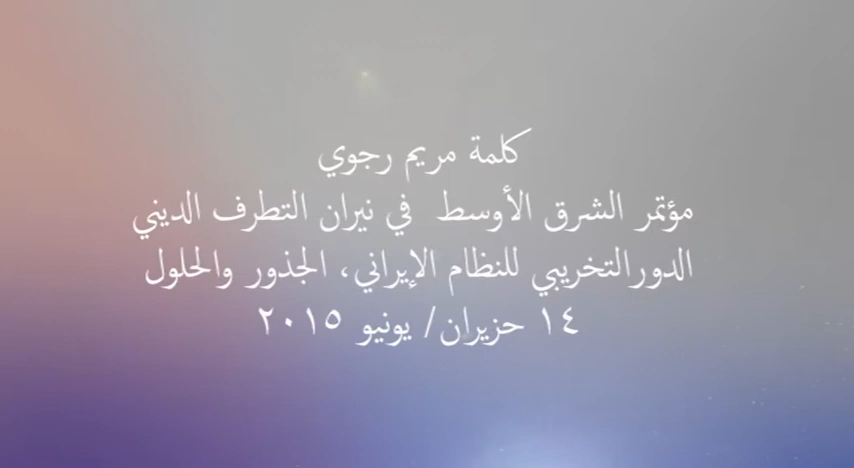 كلمة مريم رجوي
مؤتمر الشرق الأوسط في نيران التطرف الديني
الدورالتخريبي للنظام الإيراني، الجذور والحلول
١٤ حزيران/ يونيو ٢٠١٥